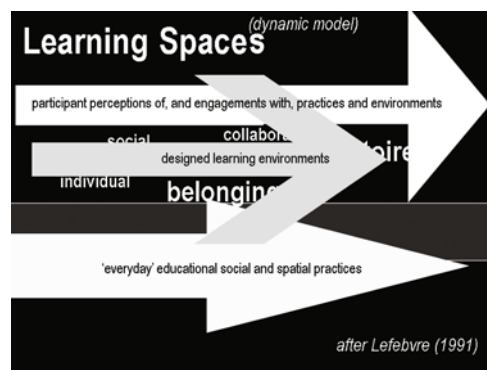 (dynamic model)
Learning Spaces
participant perceptions of, and engagements with, practices and environments
social
designed learning environments
individual
'everyday' educational social and spatial practices
after Lefebvre (1991)